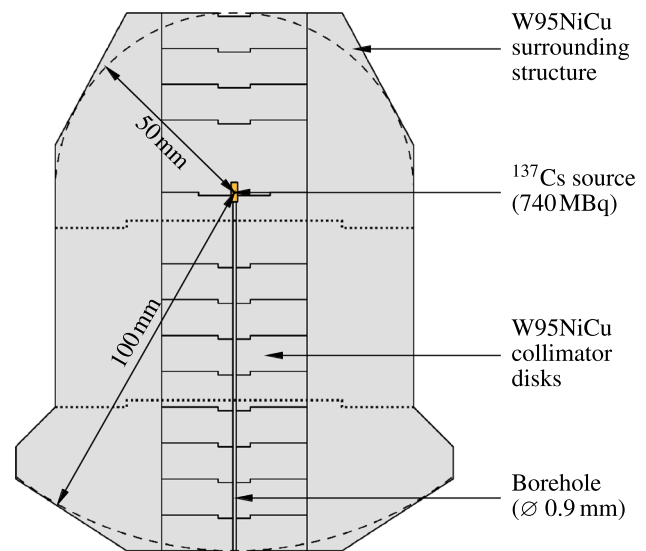 W95NiCu
surrounding
structure
50 mm
¹³⁷Cs source
(740 MBq)
100 mm
W95NiCu
collimator
disks
Borehole
(∅ 0.9 mm)